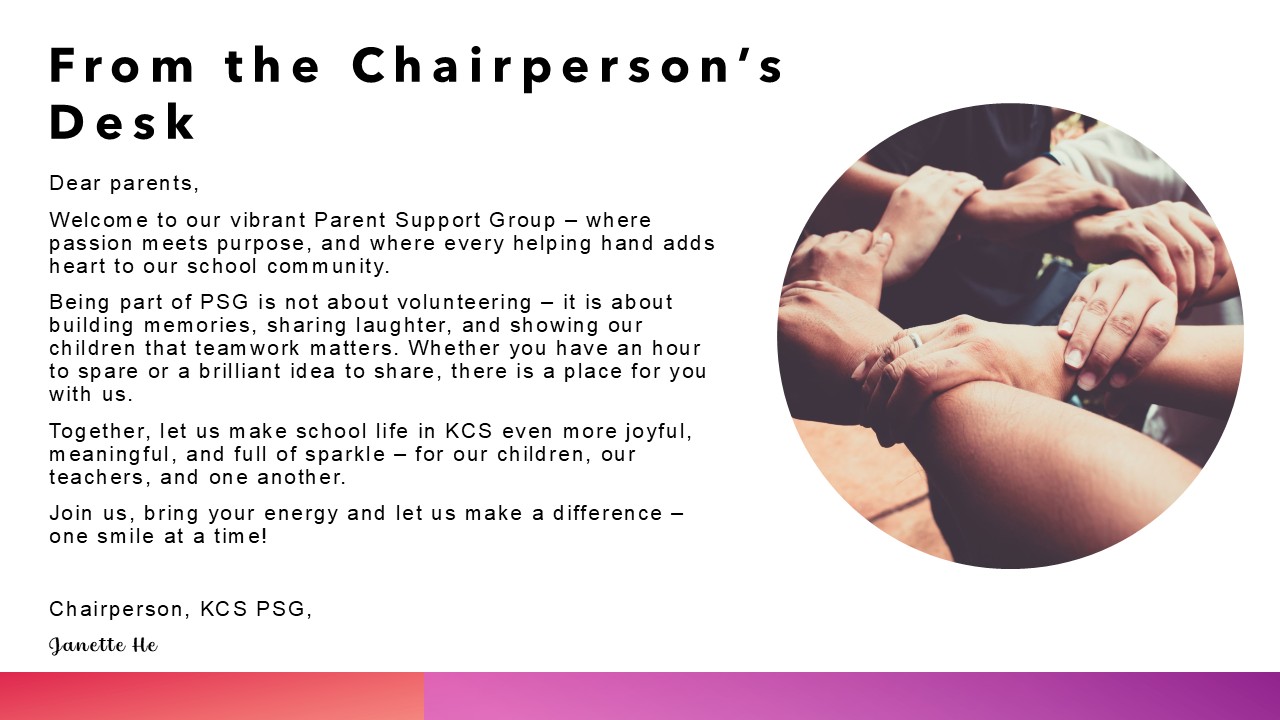 From the Chairperson’s
Desk
Dear parents,
Welcome to our vibrant Parent Support Group – where
passion meets purpose, and where every helping hand adds
heart to our school community.
Being part of PSG is not about volunteering – it is about
building memories, sharing laughter, and showing our
children that teamwork matters. Whether you have an hour
to spare or a brilliant idea to share, there is a place for you
with us.
Together, let us make school life in KCS even more joyful,
meaningful, and full of sparkle – for our children, our
teachers, and one another.
Join us, bring your energy and let us make a difference –
one smile at a time!
Chairperson, KCS PSG,
Janette He